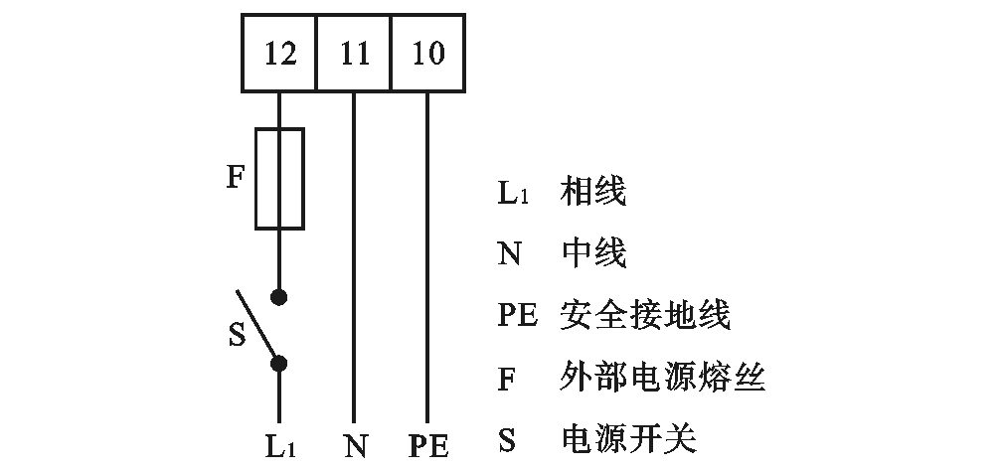 12 11 10
F
S
L1 N PE
L1 相线
N 中线
PE 安全接地线
F 外部电源熔丝
S 电源开关